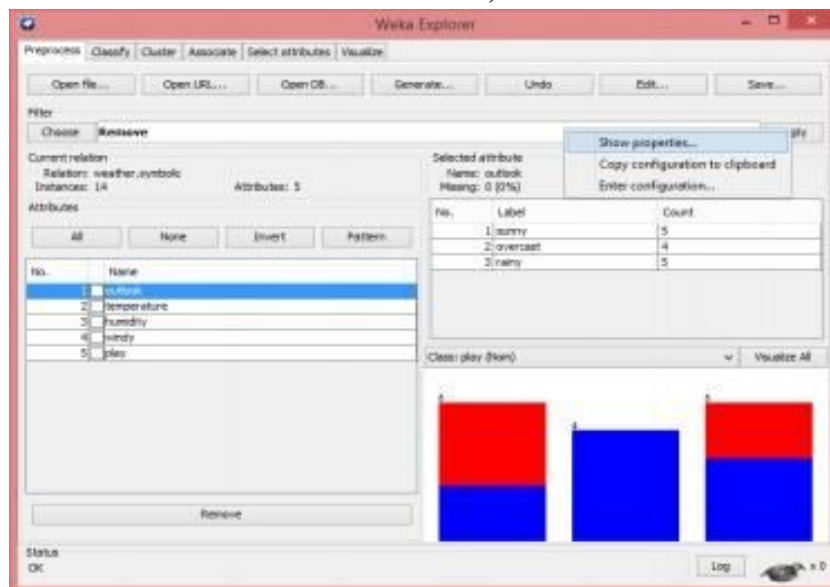 Weka Explorer
Preprocess Classify Cluster Associate Select attributes Visualize
Open file... Open URL... Open DB... Generate... Undo Edit... Save...
Filter
Choose Remove ply
Show properties...
Copy configuration to clipboard
Enter configuration...
Current relation
Relation: weather.symbolic
Instances: 14 Attributes: 5
Selected attribute
Name: outlook
Missing: 0 (0%)
Attributes
All None Invert Pattern
No. Name
1 outlook
2 temperature
3 humidity
4 windy
5 play
Remove
No. Label Count
1 sunny 5
2 overcast 4
3 rainy 5
Class: play (Nom) Visualize All
5 4 5
Status
OK
Log x 0